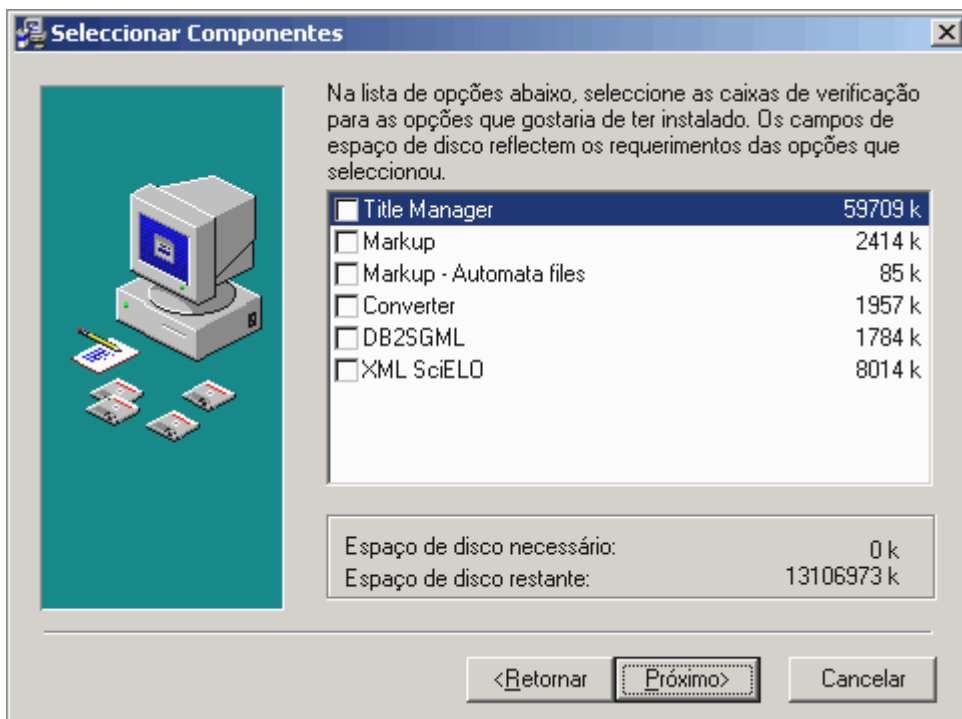 Seleccionar Componentes
Na lista de opções abaixo, seleccione as caixas de verificação
para as opções que gostaria de ter instalado. Os campos de
espaço de disco reflectem os requerimentos das opções que
seleccionou.
Title Manager 59709 k
Markup 2414 k
Markup - Automata files 85 k
Converter 1957 k
DB2SGML 1784 k
XML SciELO 8014 k
Espaço de disco necessário: 0 k
Espaço de disco restante: 13106973 k
<Retornar Próximo> Cancelar